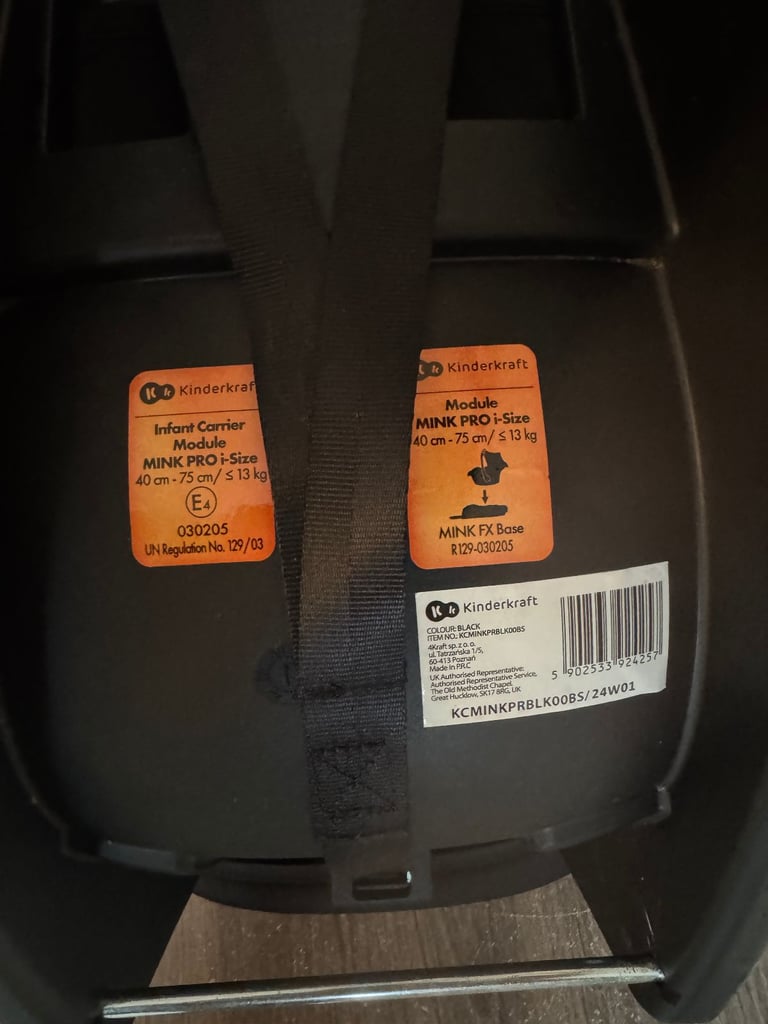 Kinderkraf
Infant Carrier
Module
MINK PRO i-Size
40 cm - 75 cm/ ≤ 13 kg
E4
030205
UN Regulation No. 129/03
Kinderkraft
Module
MINK PRO i-Size
40 cm - 75 cm/ ≤ 13 kg
MINK FX Base
R129-030205
Kk Kinderkraft
COLOUR: BLACK
ITEM NO.: KCMINKPRBLK00BS
4Kraft sp. z o. o.
ul. Tatrzańska 1/5,
60-413 Poznań
Made in P.R.C
UK Authorised Representative:
Authorised Representative Service,
The Old Methodist Chapel,
Great Hucklow, SK17 8RG, UK
5 902533 924257
KCMINKPRBLK00BS/24W01